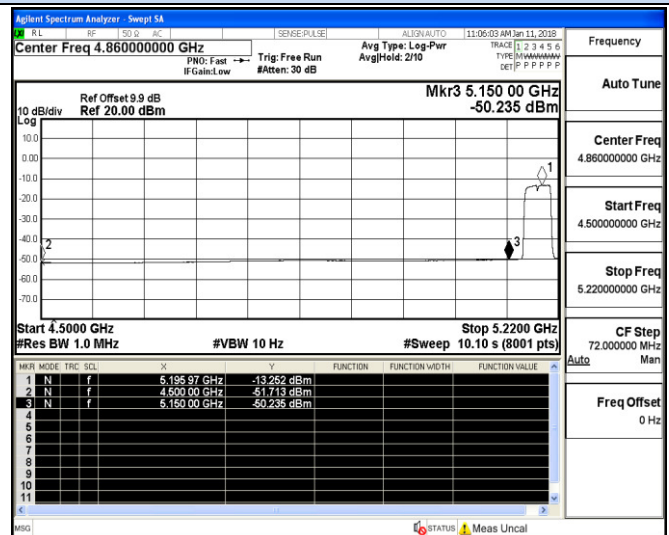 Agilent Spectrum Analyzer - Swept SA
RL RF 50 Ω AC SENSE:PULSE ALIGN AUTO 11:06:03 AM Jan 11, 2018
Center Freq 4.860000000 GHz
PNO: Fast
IFGain:Low
Trig: Free Run
#Atten: 30 dB
Avg Type: Log-Pwr
Avg|Hold: 2/10
TRACE 1 2 3 4 5 6
TYPE MWWWWW
DET P P P P P P
Frequency
Auto Tune
Center Freq
4.860000000 GHz
Start Freq
4.500000000 GHz
Stop Freq
5.220000000 GHz
CF Step
72.000000 MHz
Auto Man
Freq Offset
0 Hz
Mkr3 5.150 00 GHz
-50.235 dBm
Ref Offset 9.9 dB
10 dB/div Ref 20.00 dBm
Log
10.0
0.00
-10.0
-20.0
-30.0
-40.0
-50.0
-60.0
-70.0
1
2
3
Start 4.5000 GHz Stop 5.2200 GHz
#Res BW 1.0 MHz #VBW 10 Hz #Sweep 10.10 s (8001 pts)
MKR MODE TRC SCL X Y FUNCTION FUNCTION WIDTH FUNCTION VALUE
1 N f 5.195 97 GHz -13.252 dBm
2 N f 4.500 00 GHz -51.713 dBm
3 N f 5.150 00 GHz -50.235 dBm
4
5
6
7
8
9
10
11
MSG STATUS Meas Uncal